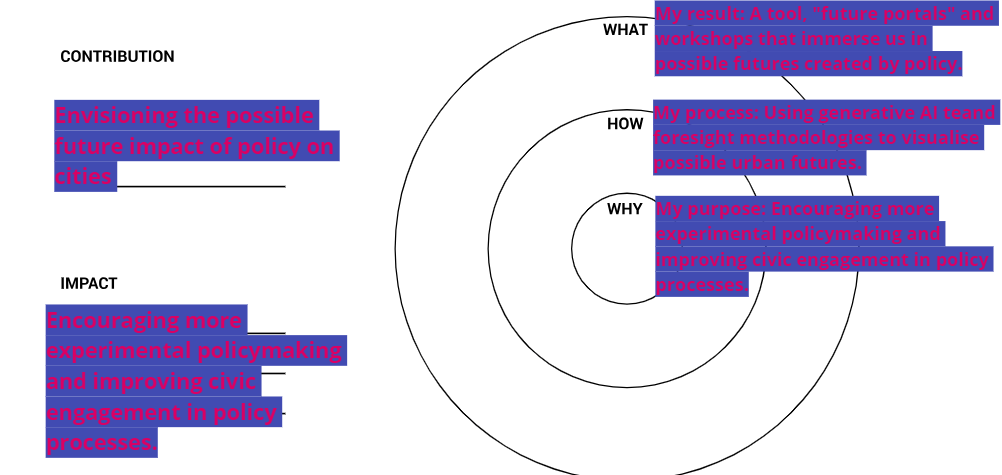 CONTRIBUTION
Envisioning the possible
future impact of policy on
cities
IMPACT
Encouraging more
experimental policymaking
and improving civic
engagement in policy
processes.
WHAT
My result: A tool, "future portals" and
workshops that immerse us in
possible futures created by policy.
HOW
My process: Using generative AI teand
foresight methodologies to visualise
possible urban futures.
WHY
My purpose: Encouraging more
experimental policymaking and
improving civic engagement in policy
processes.